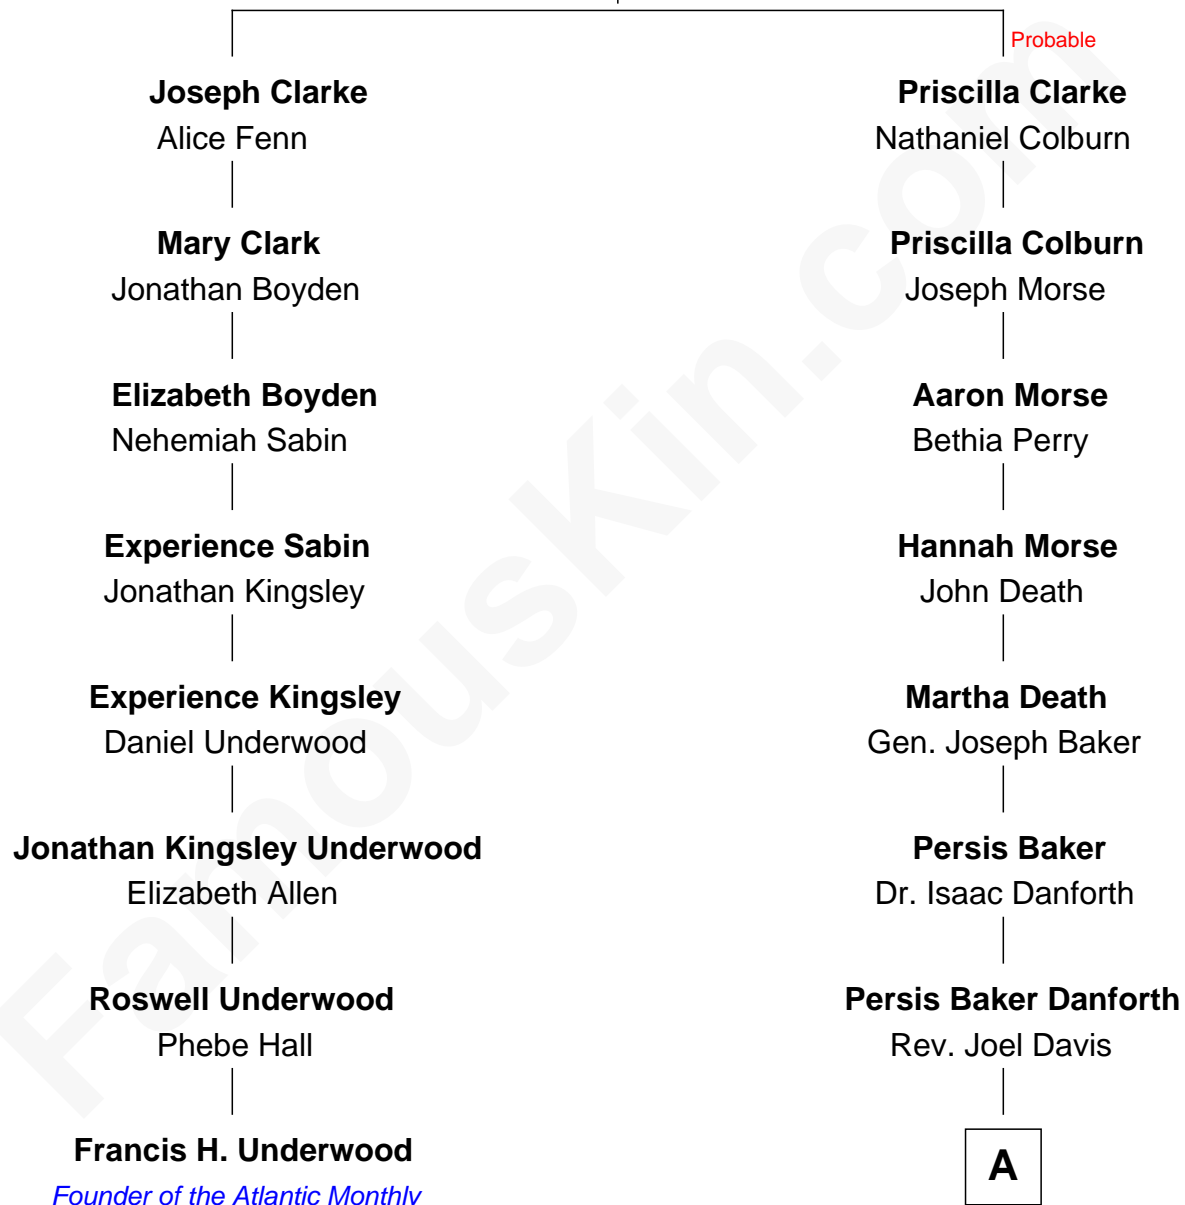 Probable
Joseph Clarke
Alice Fenn
Mary Clark
Jonathan Boyden
Elizabeth Boyden
Nehemiah Sabin
Experience Sabin
Jonathan Kingsley
Experience Kingsley
Daniel Underwood
Jonathan Kingsley Underwood
Elizabeth Allen
Roswell Underwood
Phebe Hall
Francis H. Underwood
Founder of the Atlantic Monthly
Priscilla Clarke
Nathaniel Colburn
Priscilla Colburn
Joseph Morse
Aaron Morse
Bethia Perry
Hannah Morse
John Death
Martha Death
Gen. Joseph Baker
Persis Baker
Dr. Isaac Danforth
Persis Baker Danforth
Rev. Joel Davis
A
FamousKin.com